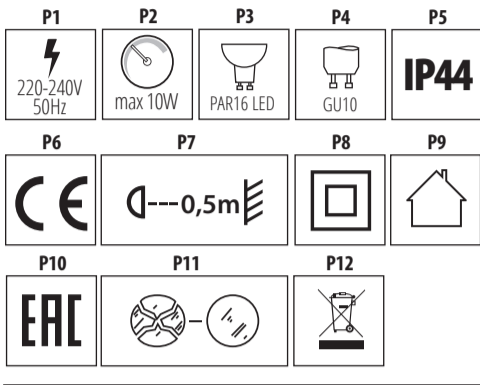 P1 P2 P3 P4 P5
220-240V
50Hz
max 10W
PAR16 LED
GU10
IP44
P6 P7 P8 P9
CE
0,5m
P10 P11 P12
EAC